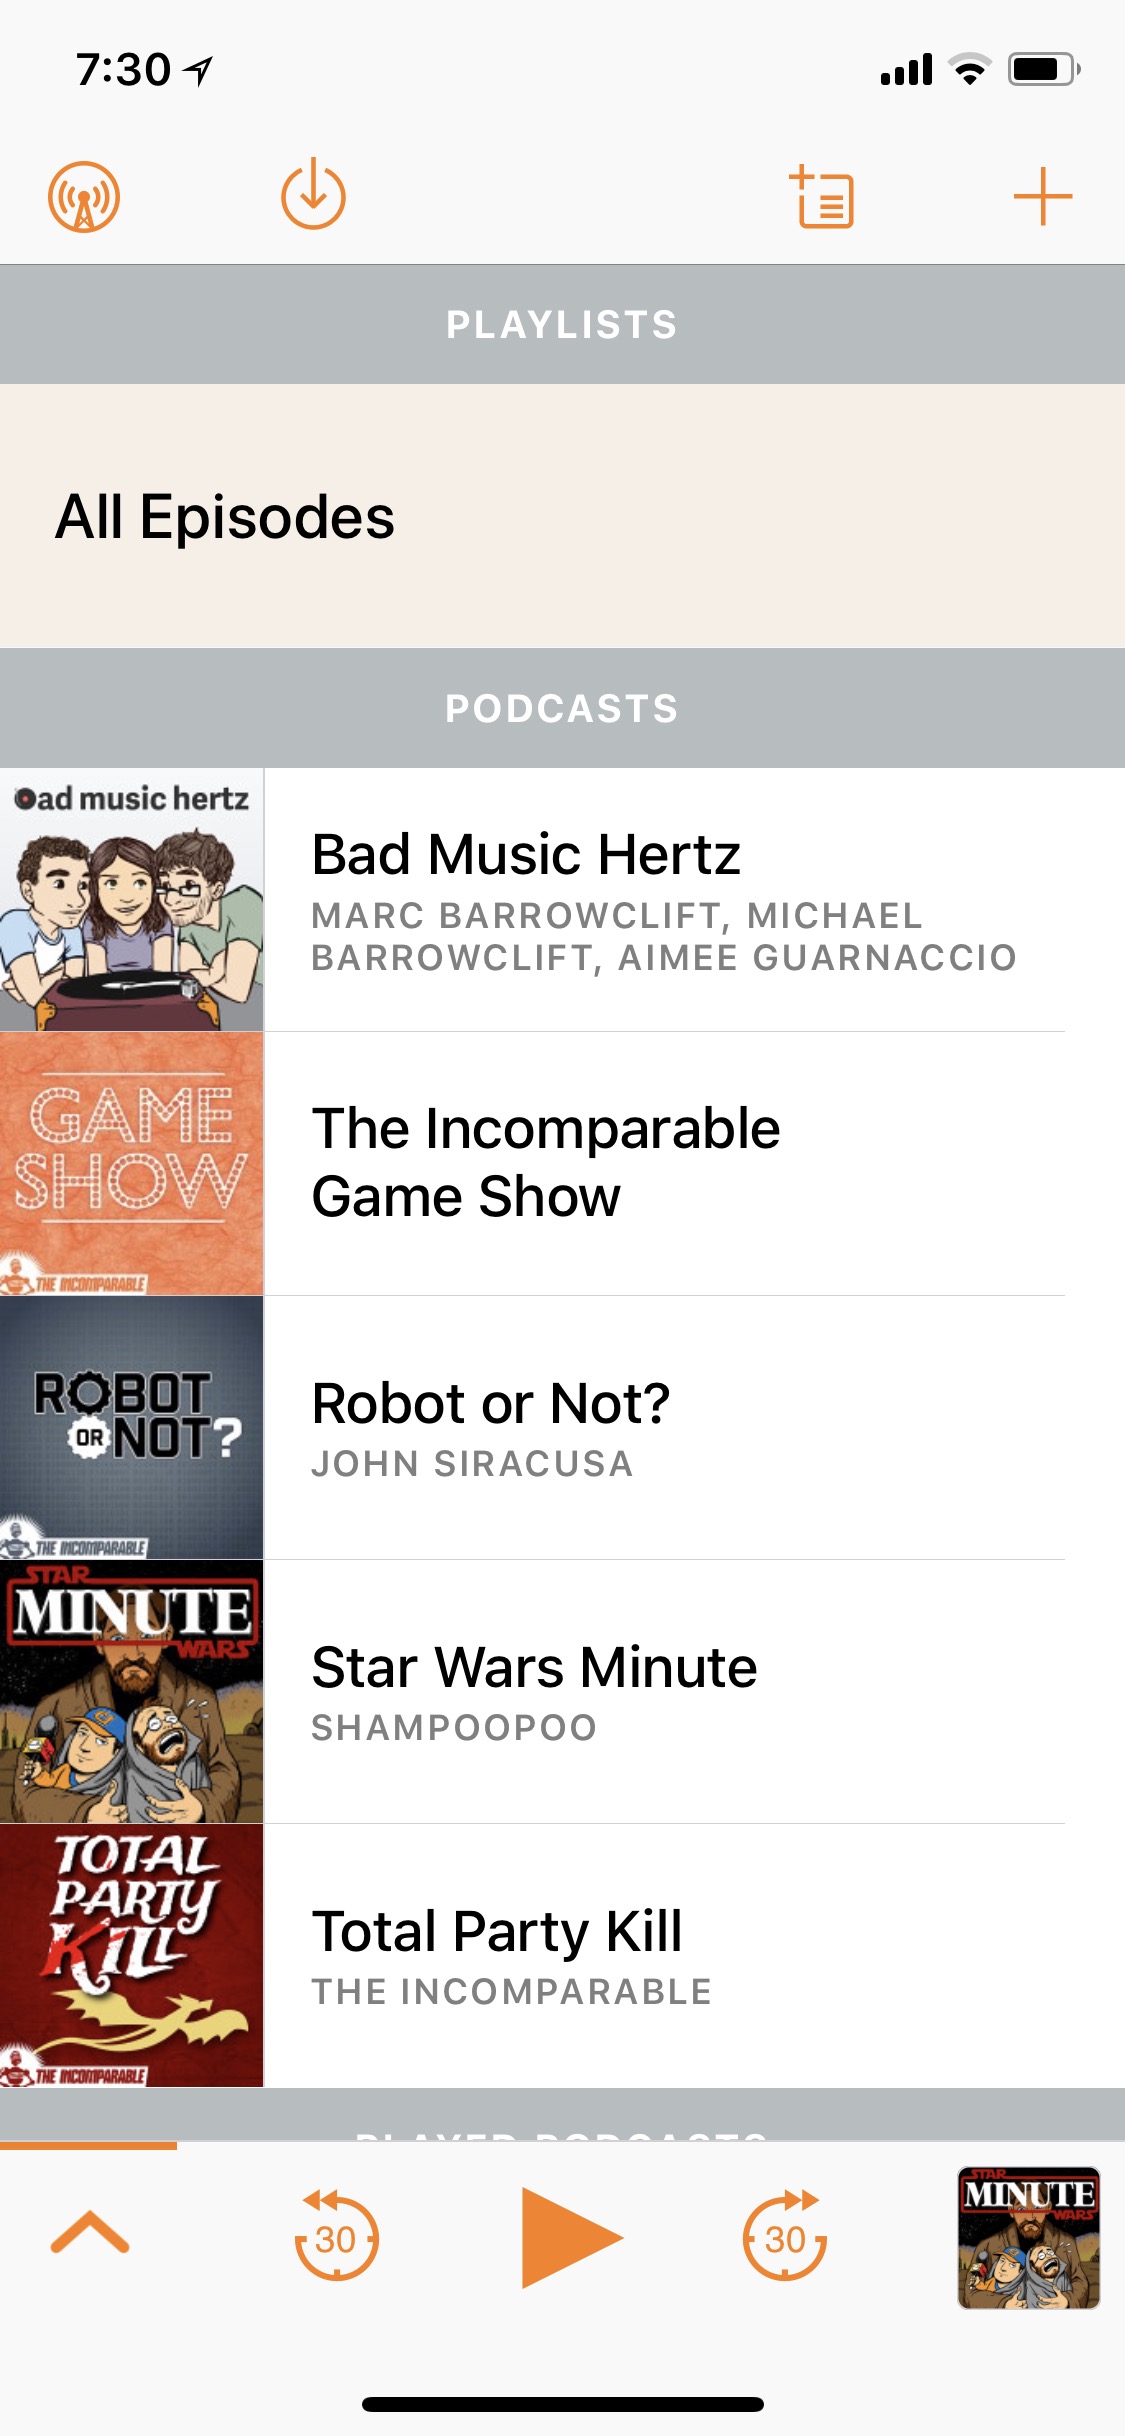 7:30
PLAYLISTS
All Episodes
PODCASTS
ad music hertz
Bad Music Hertz
MARC BARROWCLIFT, MICHAEL
BARROWCLIFT, AIMEE GUARNACCIO
GAME
SHOW
THE INCOMPARABLE
The Incomparable
Game Show
ROBOT
OR NOT?
THE INCOMPARABLE
Robot or Not?
JOHN SIRACUSA
STAR
MINUTE
WARS
Star Wars Minute
SHAMPOOPOO
TOTAL
PARTY
KILL
THE INCOMPARABLE
Total Party Kill
THE INCOMPARABLE
PLAYED PODCASTS
30
30
STAR
MINUTE
WARS